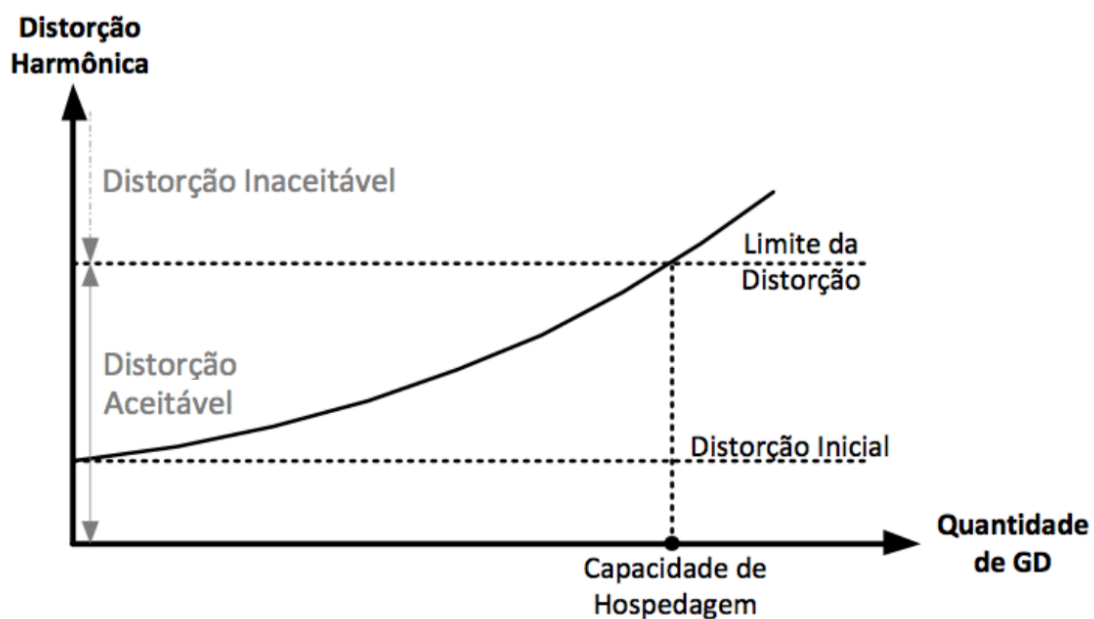 Distorção
Harmônica
Distorção Inaceitável
Limite da
Distorção
Distorção
Aceitável
Distorção Inicial
Quantidade
de GD
Capacidade de
Hospedagem